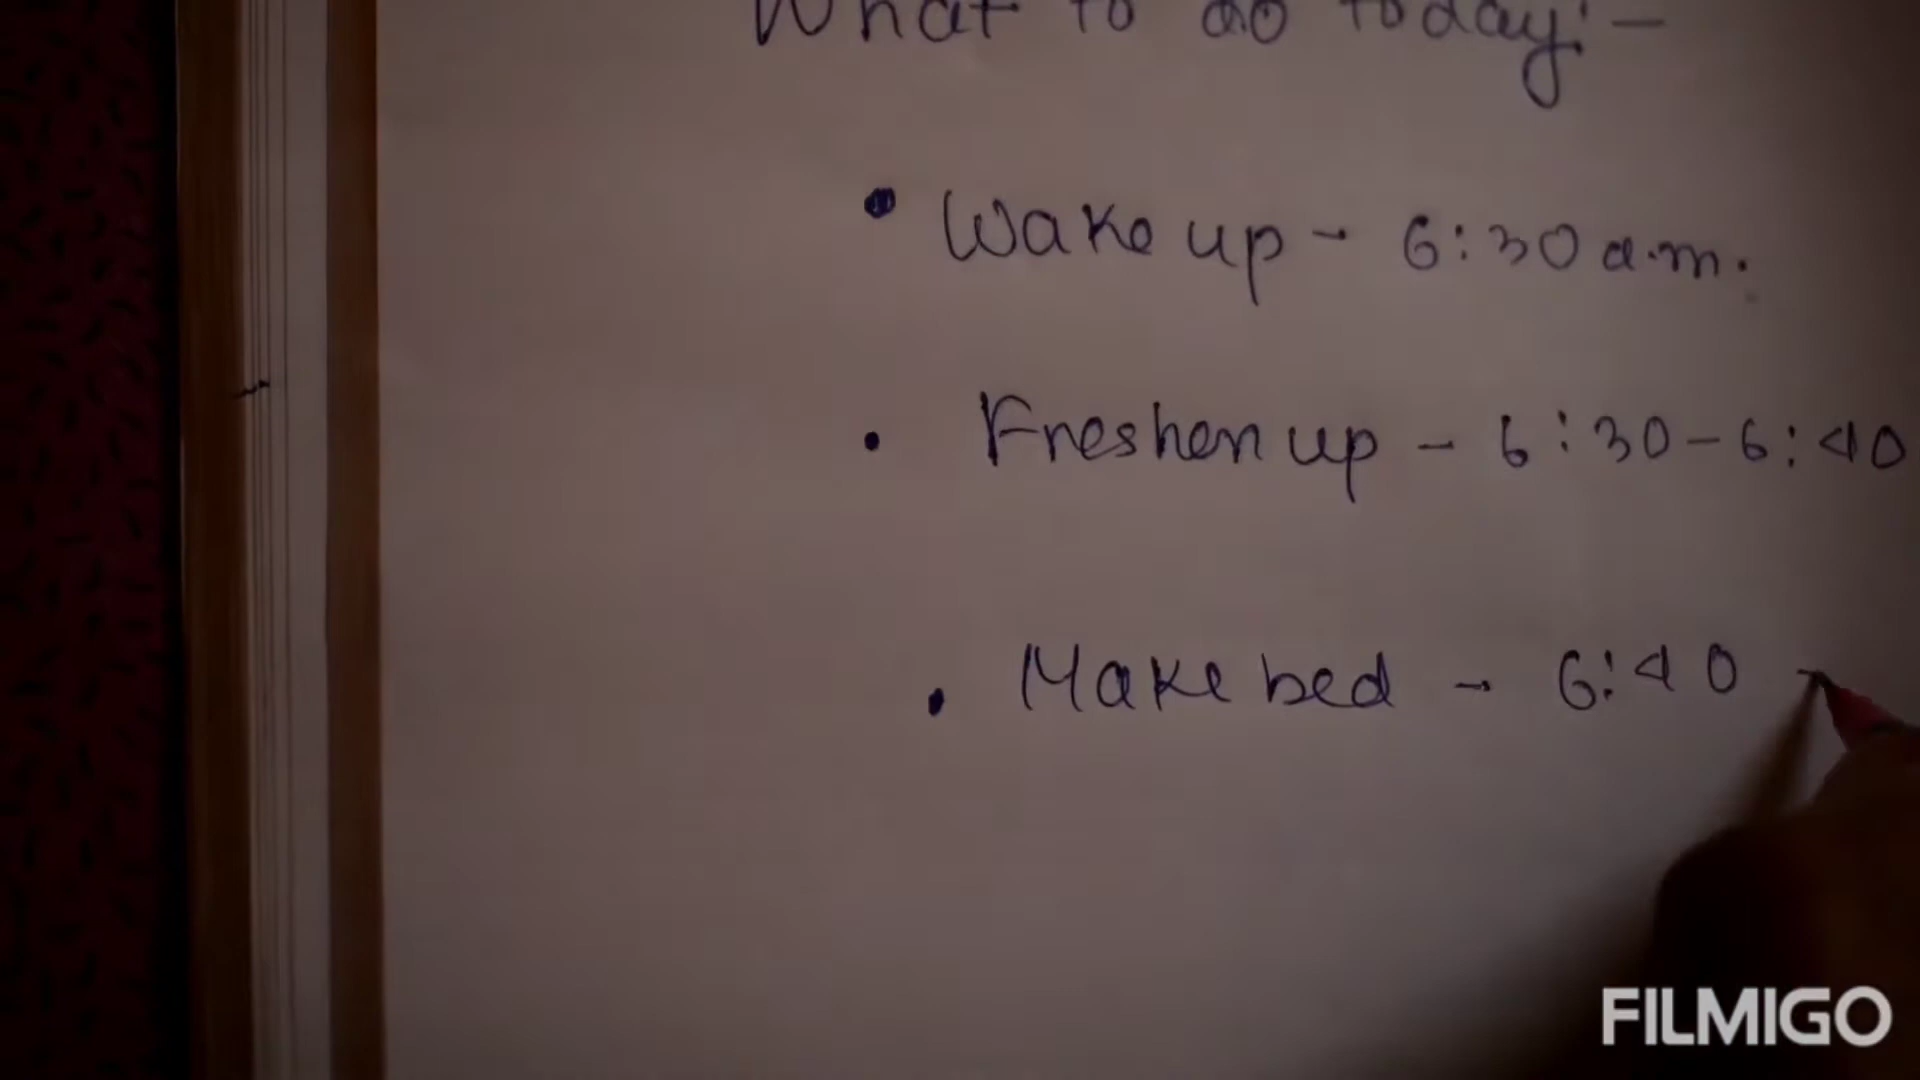 What to do today:-
• Wake up - 6:30 a.m.
• Freshen up - 6:30-6:40
• Make bed - 6:40 -
FILMIGO